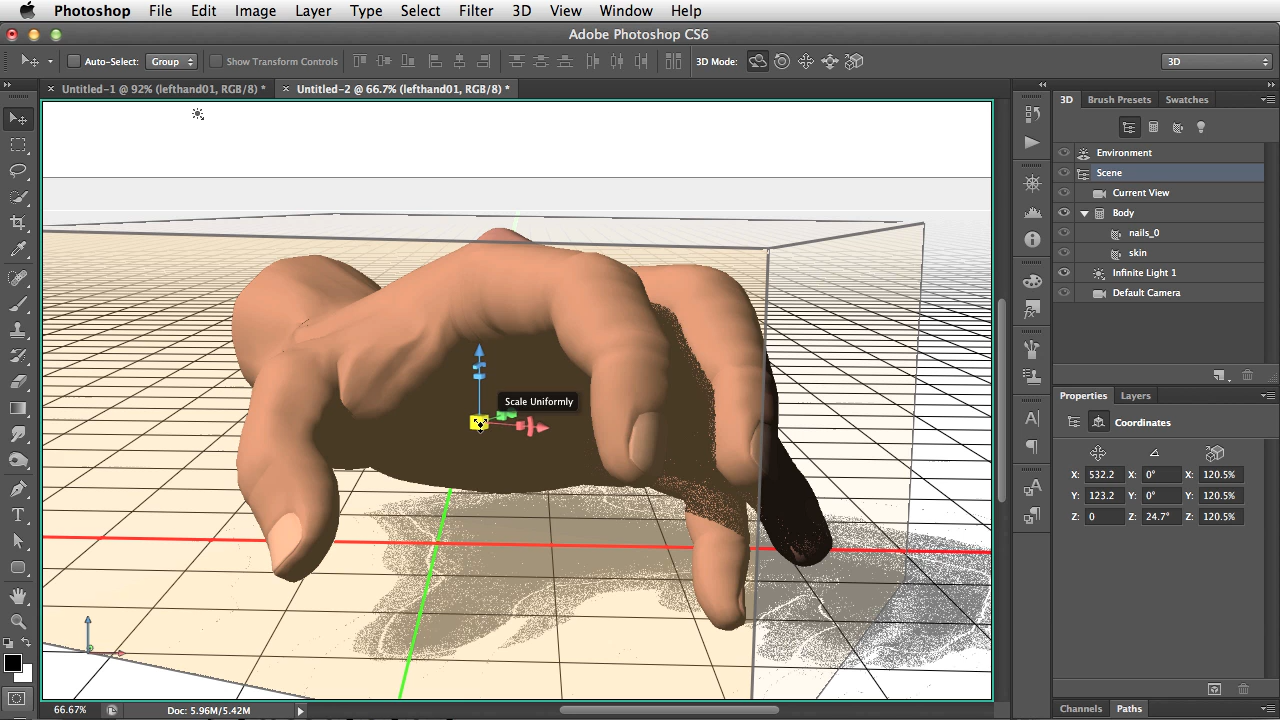 Photoshop File Edit Image Layer Type Select Filter 3D View Window Help
Adobe Photoshop CS6
Auto-Select: Group Show Transform Controls 3D Mode: 3D
Untitled-1 @ 92% (lefthand01, RGB/8) * Untitled-2 @ 66.7% (lefthand01, RGB/8) *
3D Brush Presets Swatches
Environment
Scene
Current View
Body
nails_0
skin
Infinite Light 1
Default Camera
Scale Uniformly
Properties Layers
Coordinates
X: 532.2 X: 0° X: 120.5%
Y: 123.2 Y: 0° Y: 120.5%
Z: 0 Z: 24.7° Z: 120.5%
66.67% Doc: 5.96M/5.42M
Channels Paths